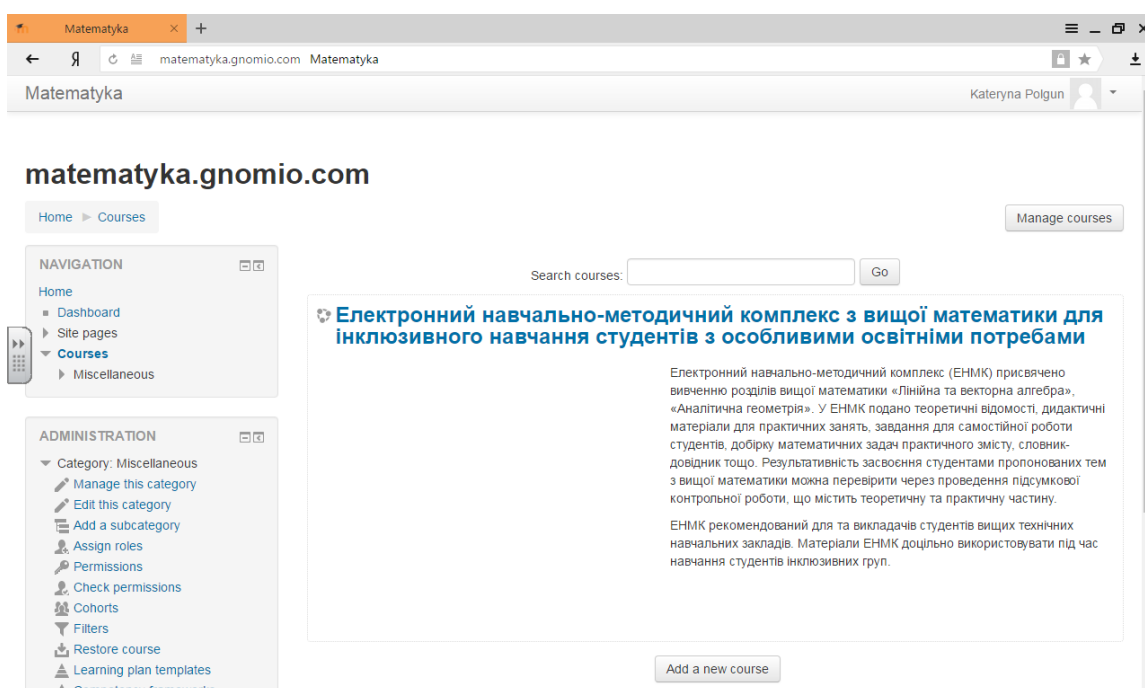 Matematyka
matematyka.gnomio.com Matematyka
Matematyka
Kateryna Polgun
matematyka.gnomio.com
Home Courses
Manage courses
NAVIGATION
Home
Dashboard
Site pages
Courses
Miscellaneous
ADMINISTRATION
Category: Miscellaneous
Manage this category
Edit this category
Add a subcategory
Assign roles
Permissions
Check permissions
Cohorts
Filters
Restore course
Learning plan templates
Competency frameworks
Search courses:
Go
Електронний навчально-методичний комплекс з вищої математики для
інклюзивного навчання студентів з особливими освітніми потребами
Електронний навчально-методичний комплекс (ЕНМК) присвячено
вивченню розділів вищої математики «Лінійна та векторна алгебра»,
«Аналітична геометрія». У ЕНМК подано теоретичні відомості, дидактичні
матеріали для практичних занять, завдання для самостійної роботи
студентів, добірку математичних задач практичного змісту, словник-
довідник тощо. Результативність засвоєння студентами пропонованих тем
з вищої математики можна перевірити через проведення підсумкової
контрольної роботи, що містить теоретичну та практичну частину.
ЕНМК рекомендований для та викладачів студентів вищих технічних
навчальних закладів. Матеріали ЕНМК доцільно використовувати під час
навчання студентів інклюзивних груп.
Add a new course